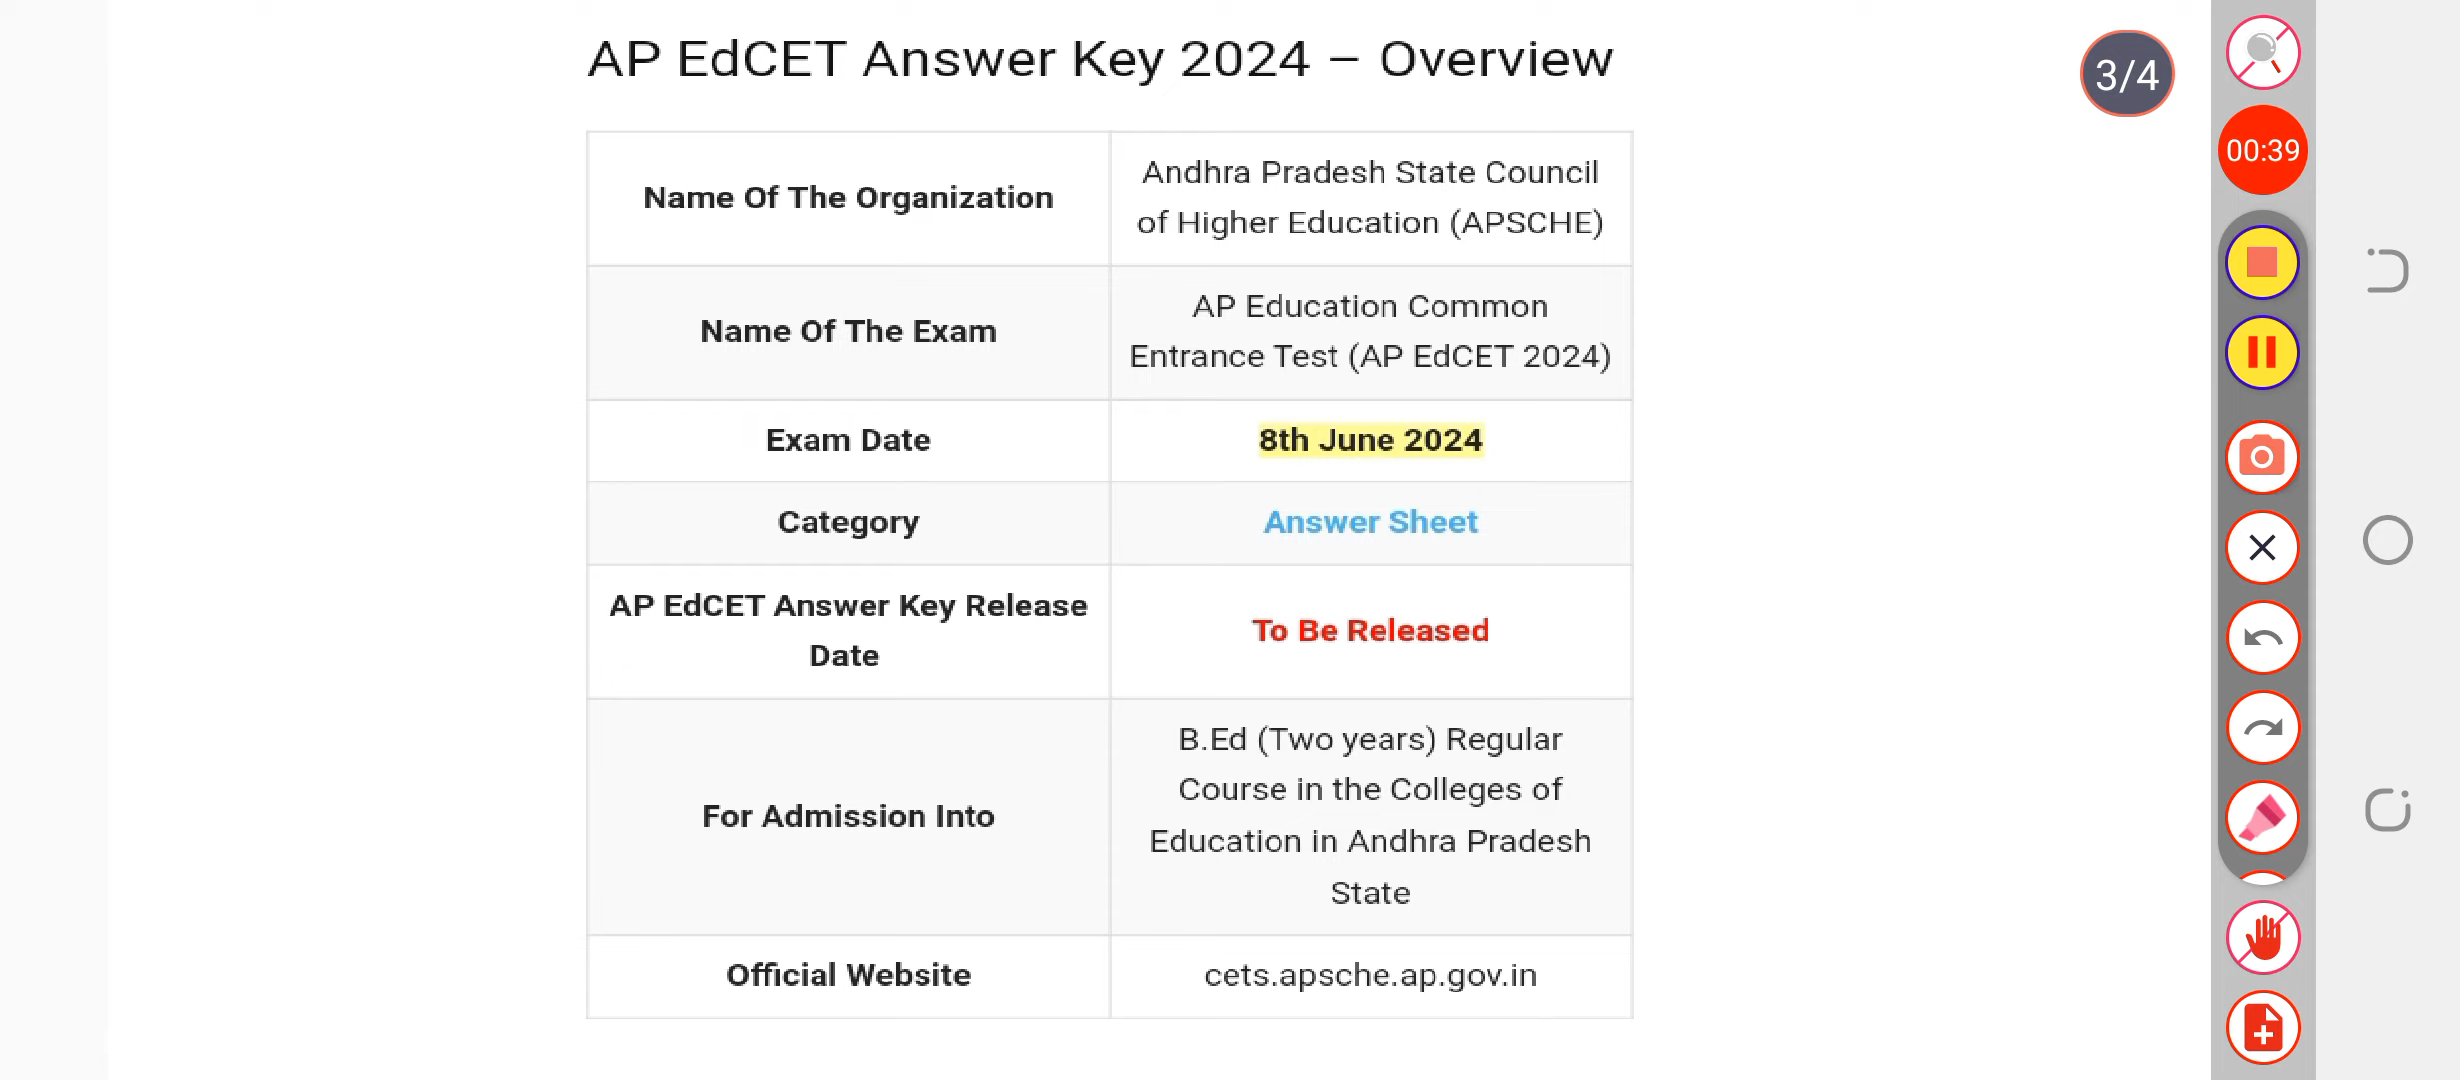 AP EdCET Answer Key 2024 – Overview
3/4
00:39
Name Of The Organization
Andhra Pradesh State Council
of Higher Education (APSCHE)
Name Of The Exam
AP Education Common
Entrance Test (AP EdCET 2024)
Exam Date
8th June 2024
Category
Answer Sheet
AP EdCET Answer Key Release
Date
To Be Released
For Admission Into
B.Ed (Two years) Regular
Course in the Colleges of
Education in Andhra Pradesh
State
Official Website
cets.apsche.ap.gov.in